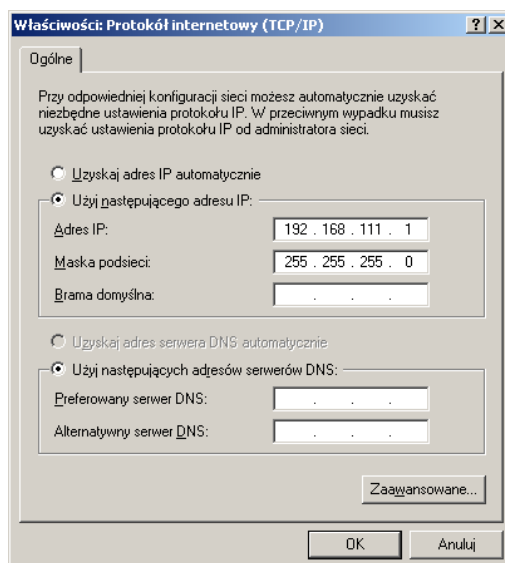 Właściwości: Protokół internetowy (TCP/IP)
Ogólne
Przy odpowiedniej konfiguracji sieci możesz automatycznie uzyskać
niezbędne ustawienia protokołu IP. W przeciwnym wypadku musisz
uzyskać ustawienia protokołu IP od administratora sieci.
Uzyskaj adres IP automatycznie
Użyj następującego adresu IP:
Adres IP: 192 . 168 . 111 . 1
Maska podsieci: 255 . 255 . 255 . 0
Brama domyślna: . . .
Uzyskaj adres serwera DNS automatycznie
Użyj następujących adresów serwerów DNS:
Preferowany serwer DNS: . . .
Alternatywny serwer DNS: . . .
Zaawansowane...
OK Anuluj